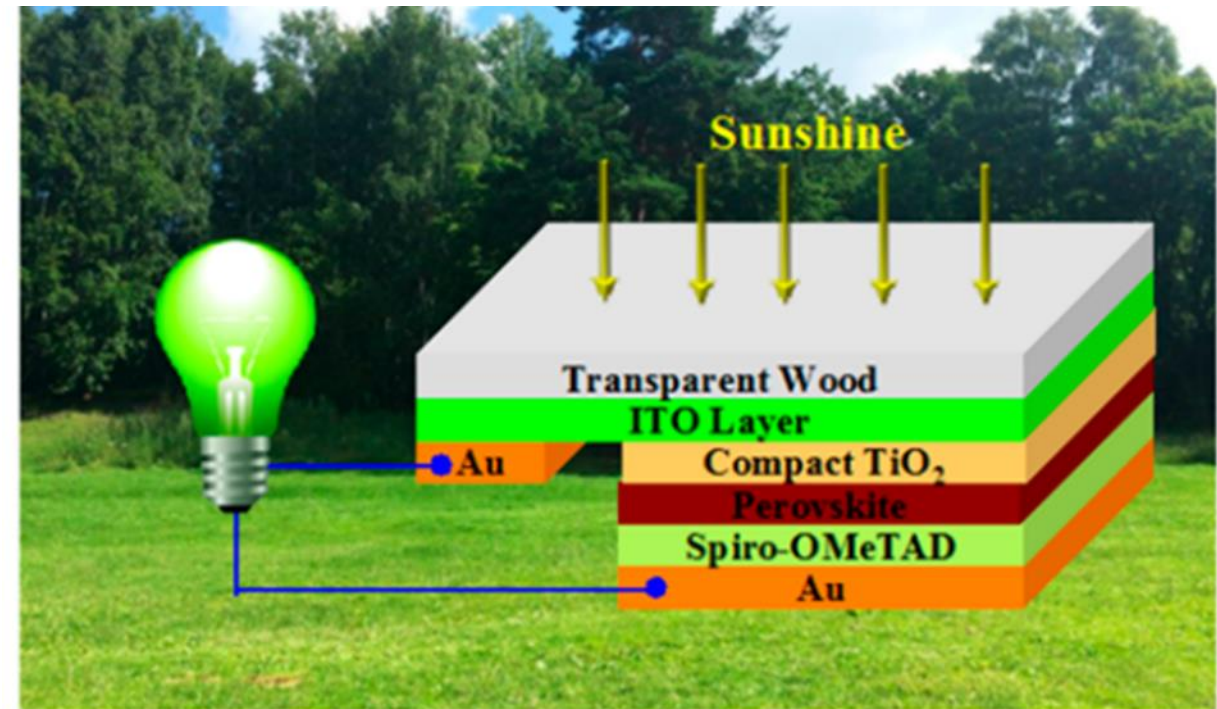 Sunshine
Transparent Wood
ITO Layer
Au
Compact TiO₂
Perovskite
Spiro-OMeTAD
Au